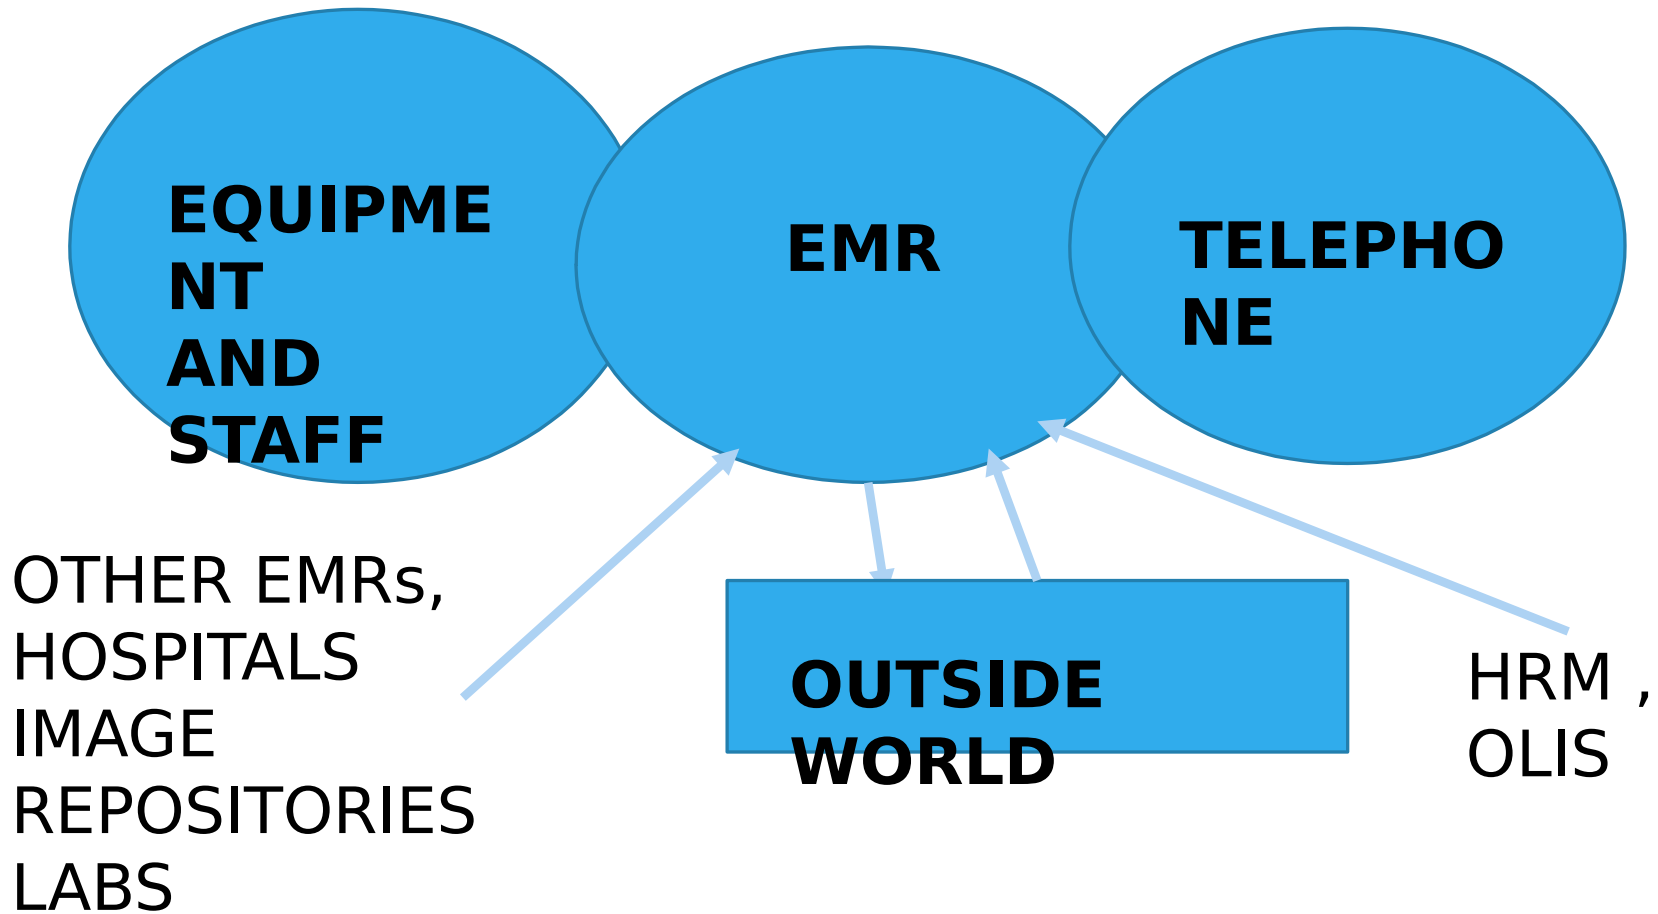 EQUIPME
NT
AND
STAFF
EMR
TELEPHO
NE
OTHER EMRs,
HOSPITALS
IMAGE
REPOSITORIES
LABS
OUTSIDE
WORLD
HRM ,
OLIS